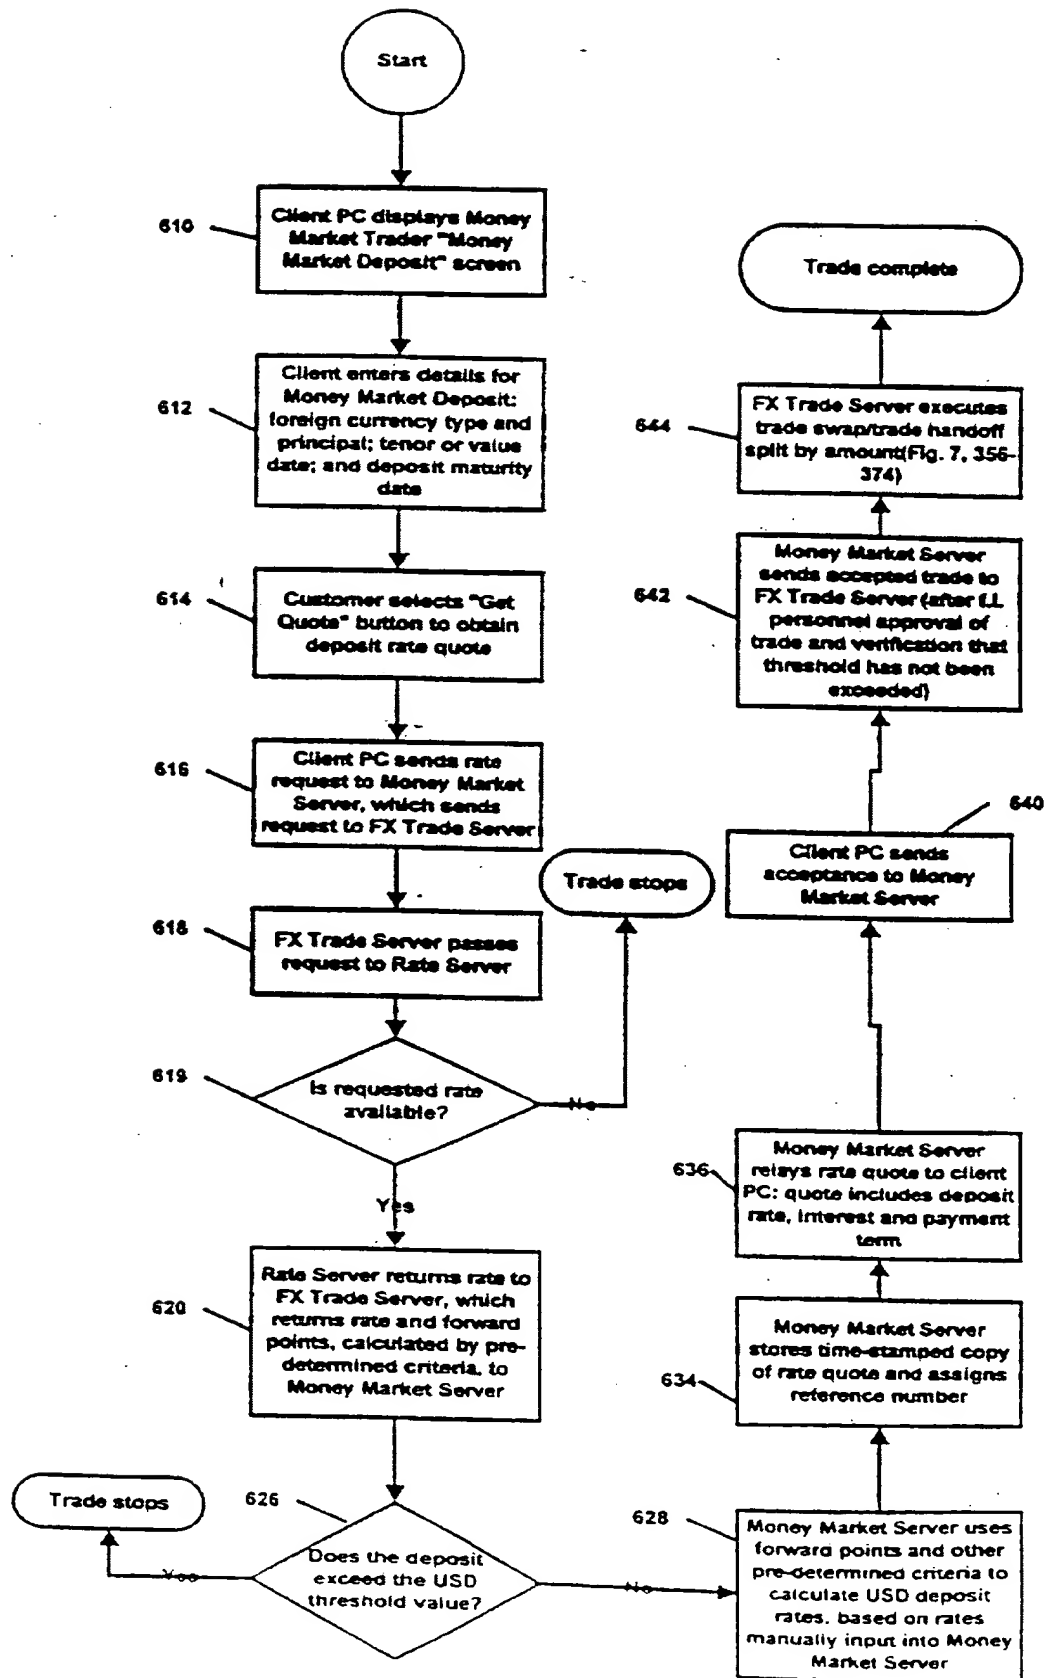 Start
610
Client PC displays Money
Market Trader "Money
Market Deposit" screen
612
Client enters details for
Money Market Deposit:
foreign currency type and
principal; tenor or value
date; and deposit maturity
date
614
Customer selects "Get
Quote" button to obtain
deposit rate quote
616
Client PC sends rate
request to Money Market
Server, which sends
request to FX Trade Server
618
FX Trade Server passes
request to Rate Server
619
Is requested rate
available?
No
Trade stops
Yes
620
Rate Server returns rate to
FX Trade Server, which
returns rate and forward
points, calculated by pre-
determined criteria, to
Money Market Server
626
Does the deposit
exceed the USD
threshold value?
Yes
Trade stops
No
628
Money Market Server uses
forward points and other
pre-determined criteria to
calculate USD deposit
rates, based on rates
manually input into Money
Market Server
634
Money Market Server
stores time-stamped copy
of rate quote and assigns
reference number
636
Money Market Server
relays rate quote to client
PC: quote includes deposit
rate, interest and payment
term
640
Client PC sends
acceptance to Money
Market Server
642
Money Market Server
sends accepted trade to
FX Trade Server (after f.i.
personnel approval of
trade and verification that
threshold has not been
exceeded)
644
FX Trade Server executes
trade swap/trade handoff
split by amount(Fig. 7, 356-
374)
Trade complete